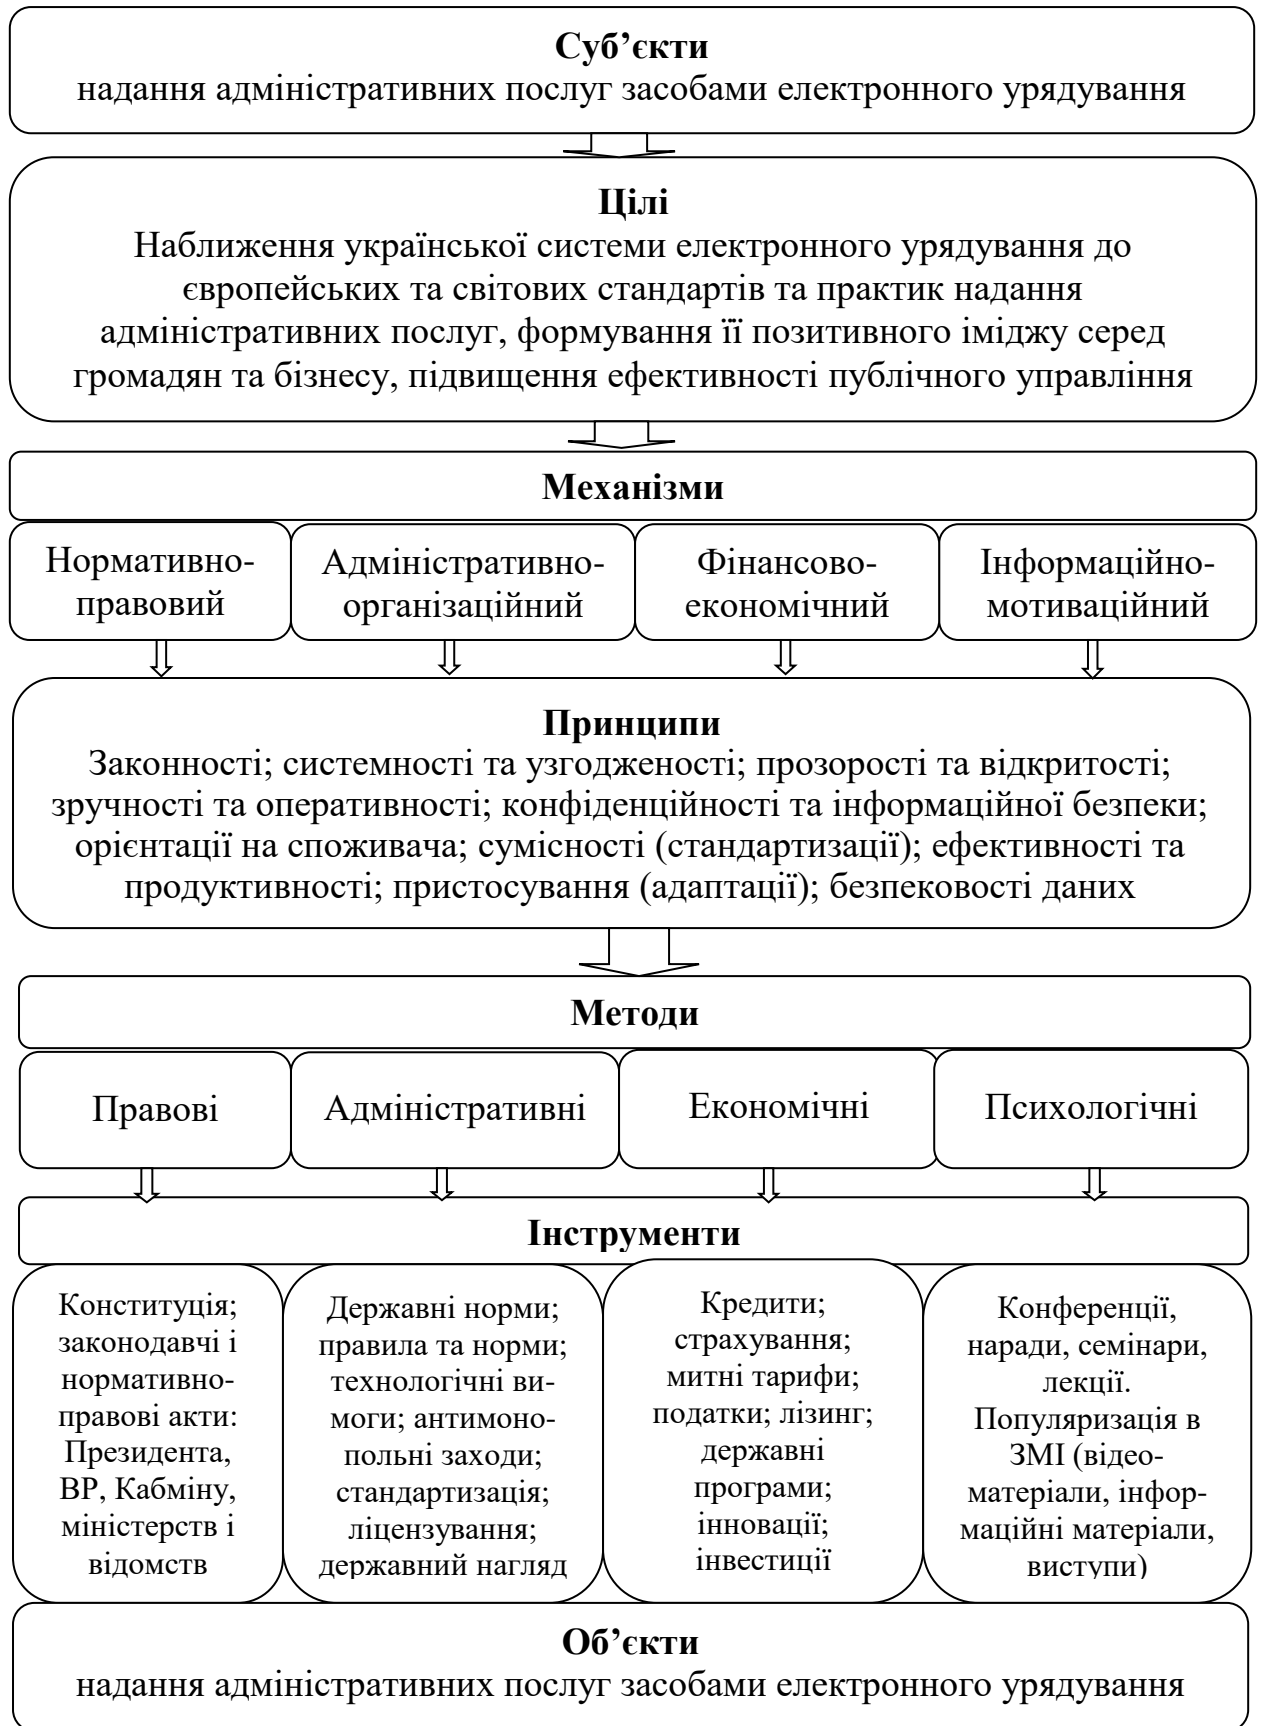 Суб’єкти
надання адміністративних послуг засобами електронного урядування
Цілі
Наближення української системи електронного урядування до
європейських та світових стандартів та практик надання
адміністративних послуг, формування її позитивного іміджу серед
громадян та бізнесу, підвищення ефективності публічного управління
Механізми
Нормативно-
правовий
Адміністративно-
організаційний
Фінансово-
економічний
Інформаційно-
мотиваційний
Принципи
Законності; системності та узгодженості; прозорості та відкритості;
зручності та оперативності; конфіденційності та інформаційної безпеки;
орієнтації на споживача; сумісності (стандартизації); ефективності та
продуктивності; пристосування (адаптації); безпековості даних
Методи
Правові
Адміністративні
Економічні
Психологічні
Інструменти
Конституція;
законодавчі і
нормативно-
правові акти:
Президента,
ВР, Кабміну,
міністерств і
відомств
Державні норми;
правила та норми;
технологічні ви-
моги; антимоно-
польні заходи;
стандартизація;
ліцензування;
державний нагляд
Кредити;
страхування;
митні тарифи;
податки; лізинг;
державні
програми;
інновації;
інвестиції
Конференції,
наради, семінари,
лекції.
Популяризація в
ЗМІ (відео-
матеріали, інфор-
маційні матеріали,
виступи)
Об’єкти
надання адміністративних послуг засобами електронного урядування